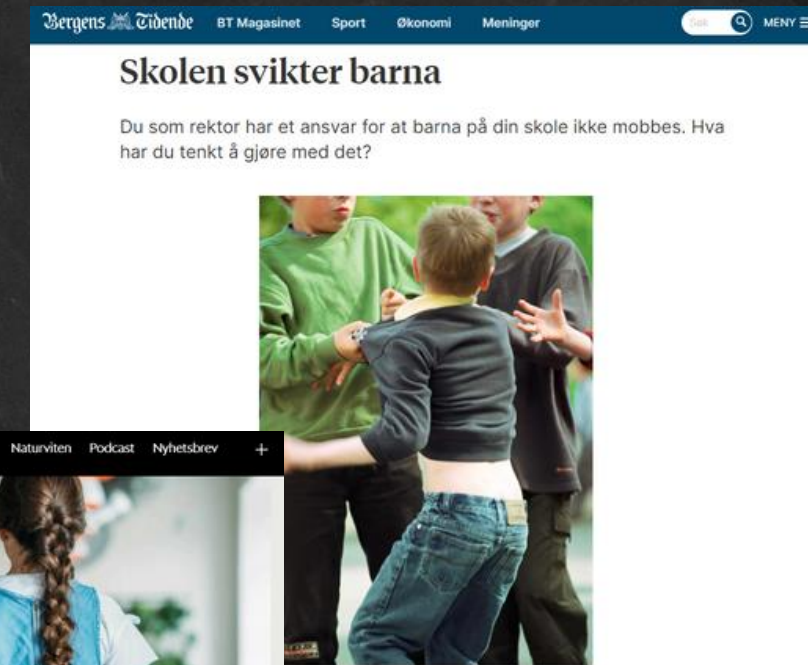 Bergens Tidende BT Magasinet Sport Økonomi Meninger Søk MENY
Skolen svikter barna
Du som rektor har et ansvar for at barna på din skole ikke mobbes. Hva
har du tenkt å gjøre med det?
Naturviten Podcast Nyhetsbrev +